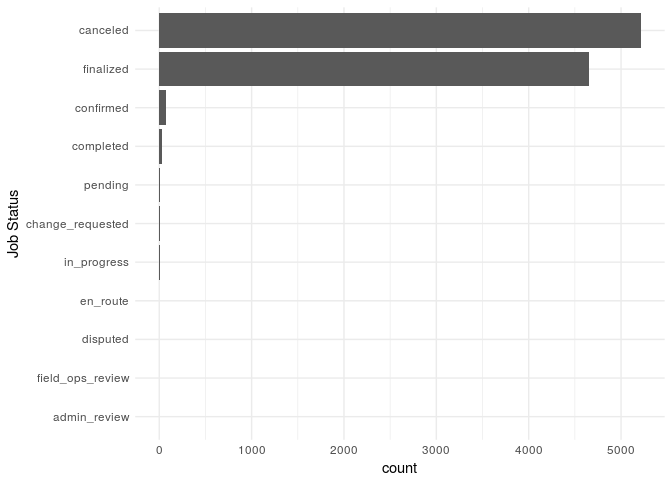 canceled
finalized
confirmed
completed
pending
change_requested
in_progress
en_route
disputed
field_ops_review
admin_review
Job Status
0 1000 2000 3000 4000 5000
count